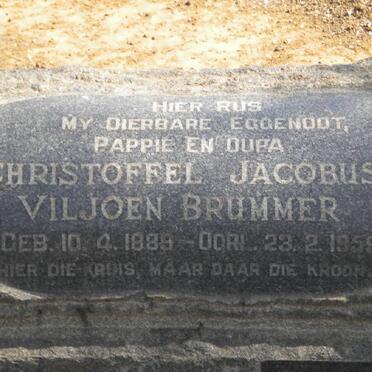 HIER RUS
MY DIERBARE EGGENOOT,
PAPPIE EN OUPA
CHRISTOFFEL JACOBUS
VILJOEN BRUMMER
GEB. 10.4.1889 - OORL. 23.2.195
HIER DIE KRUIS, MAAR DAAR DIE KROON.